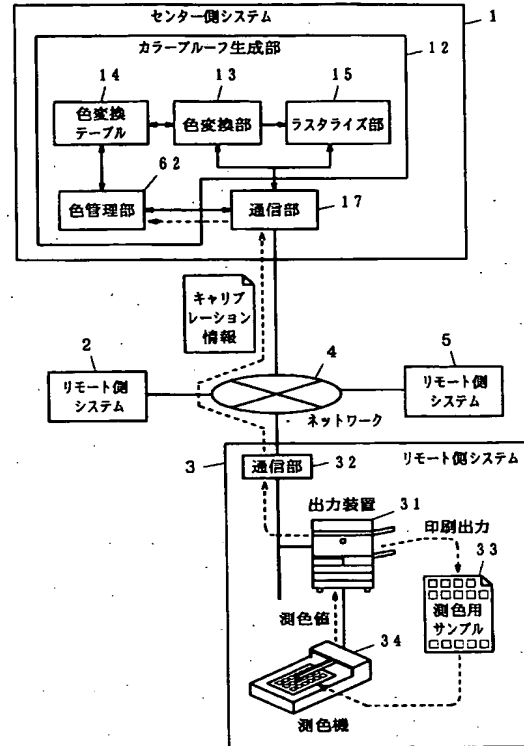 センター側システム
1
カラープルーフ生成部
12
14
13
15
色変換
テーブル
色変換部
ラスタライズ部
62
色管理部
通信部
17
キャリブ
レーション
情報
2
リモート側
システム
4
ネットワーク
5
リモート側
システム
3
通信部
32
リモート側システム
出力装置
31
印刷出力
33
測色用
サンプル
測色値
34
測色機